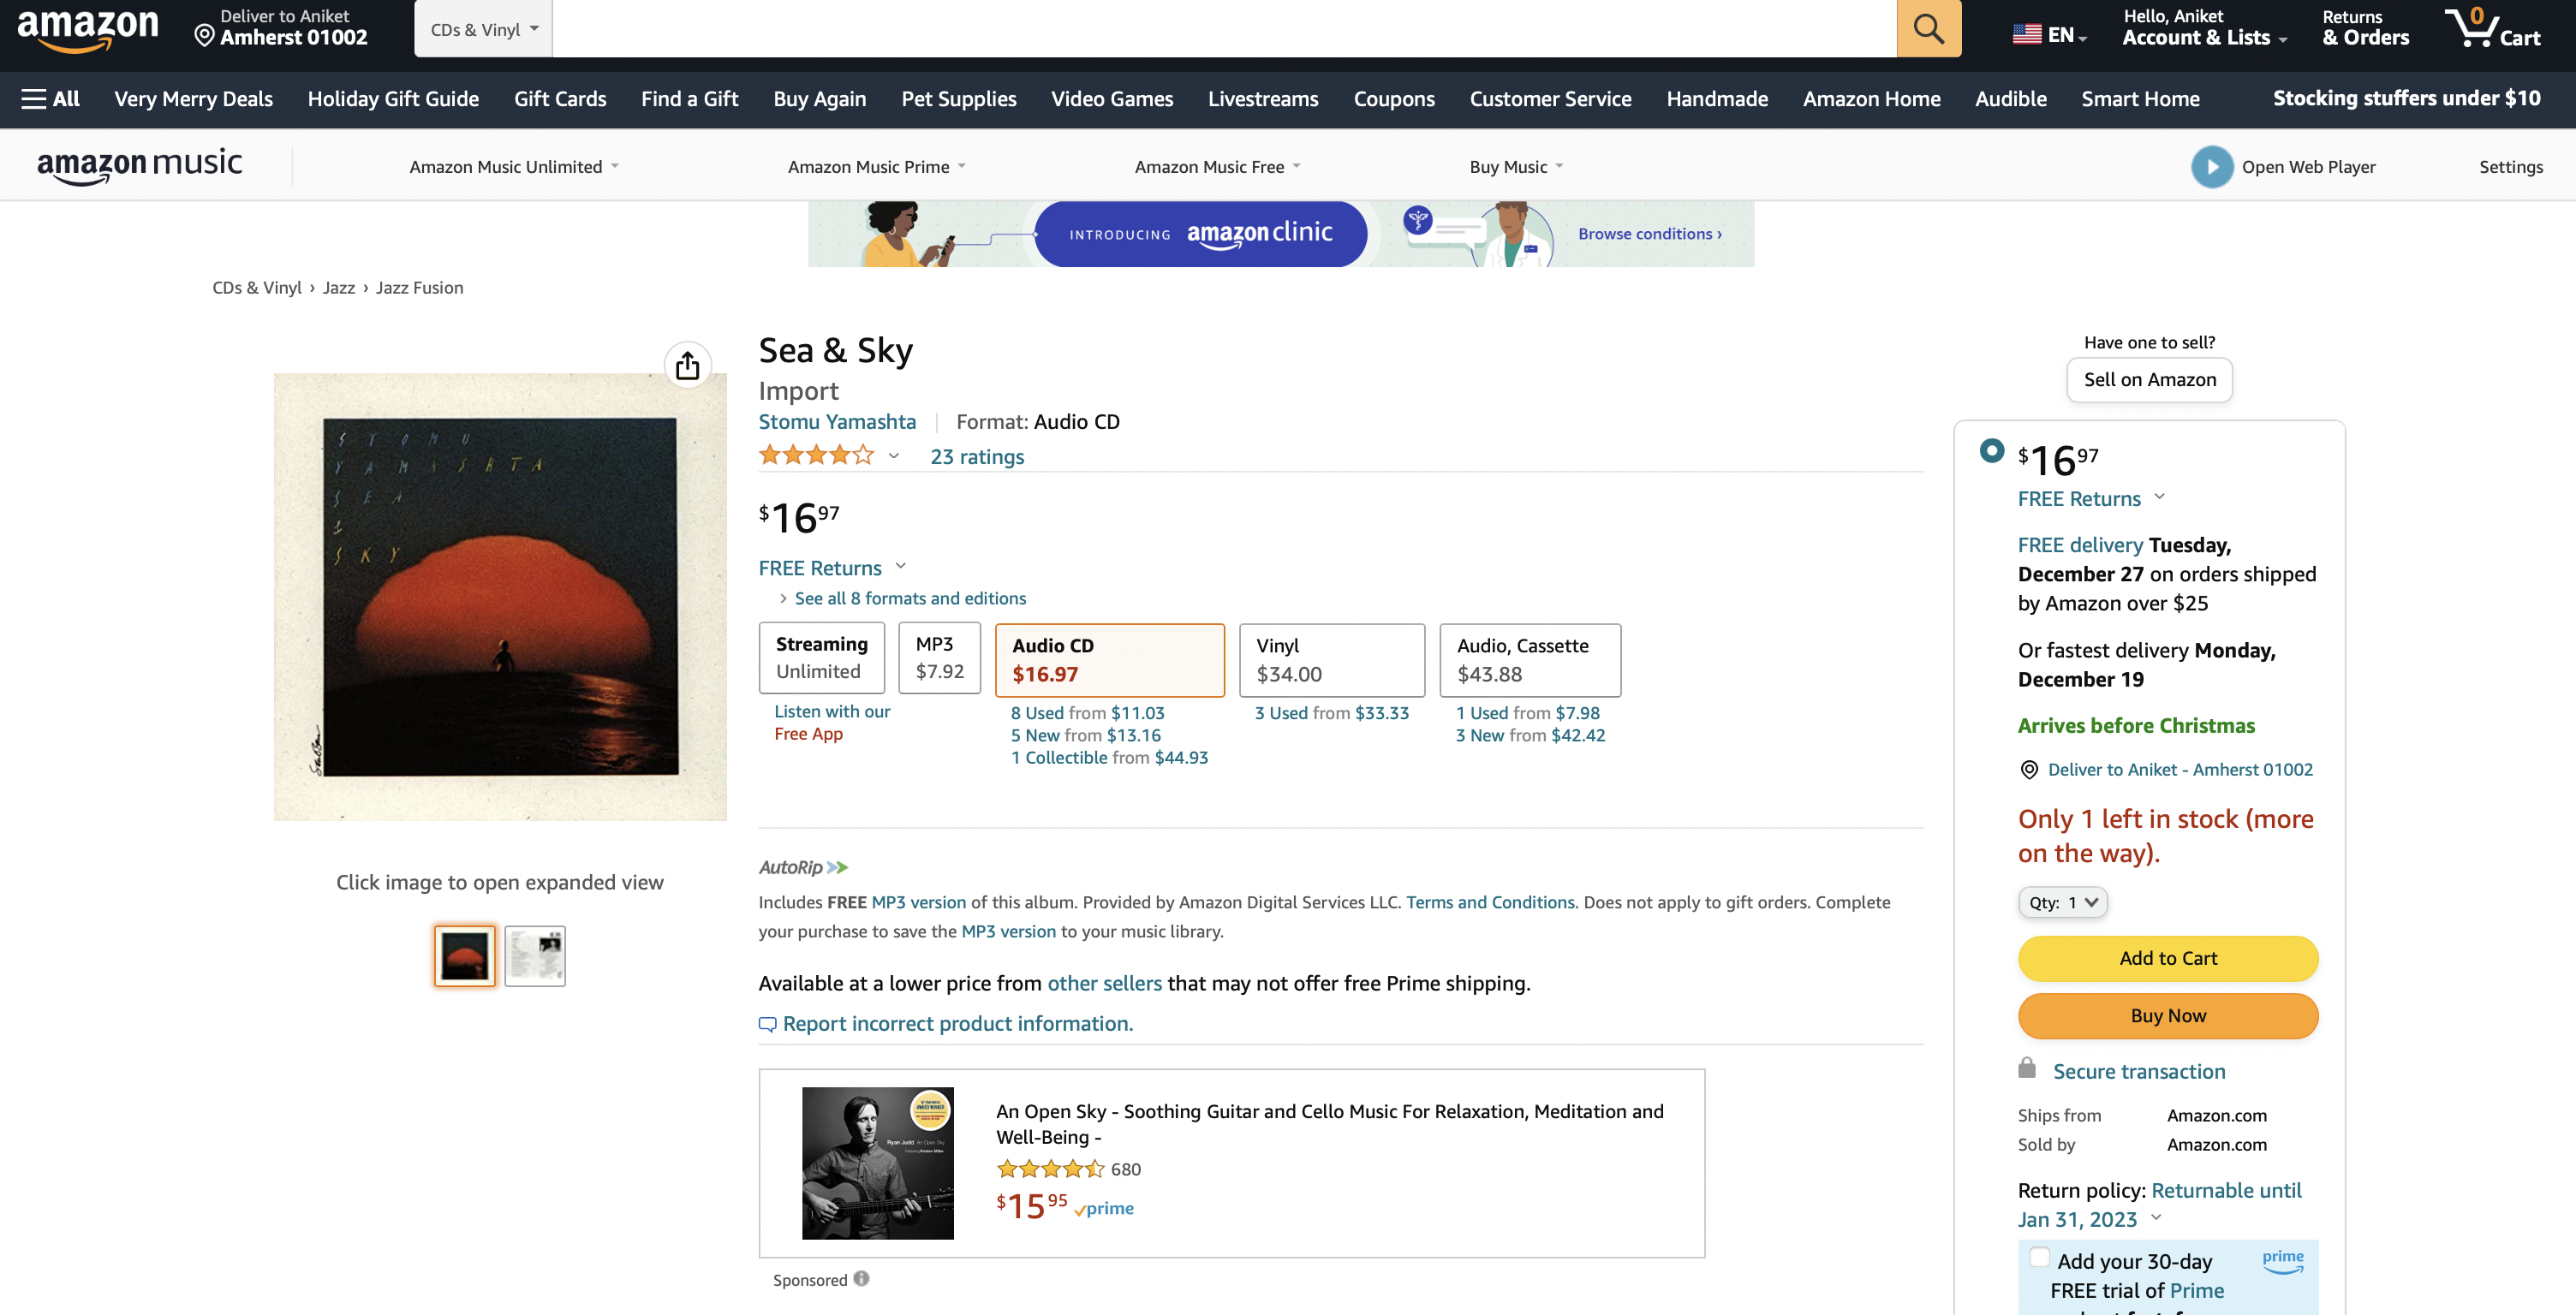 amazon
Deliver to Aniket
Amherst 01002
CDs & Vinyl
EN
Hello, Aniket
Account & Lists
Returns
& Orders
0
Cart
All
Very Merry Deals
Holiday Gift Guide
Gift Cards
Find a Gift
Buy Again
Pet Supplies
Video Games
Livestreams
Coupons
Customer Service
Handmade
Amazon Home
Audible
Smart Home
Stocking stuffers under $10
amazon music
Amazon Music Unlimited
Amazon Music Prime
Amazon Music Free
Buy Music
Open Web Player
Settings
INTRODUCING amazon clinic
Browse conditions ›
CDs & Vinyl › Jazz › Jazz Fusion
STOMU
YAMASHTA
SEA
&
SKY
Click image to open expanded view
Sea & Sky
Import
Stomu Yamashta
Format: Audio CD
23 ratings
$16 97
FREE Returns
› See all 8 formats and editions
Streaming
Unlimited
Listen with our
Free App
MP3
$7.92
Audio CD
$16.97
8 Used from $11.03
5 New from $13.16
1 Collectible from $44.93
Vinyl
$34.00
3 Used from $33.33
Audio, Cassette
$43.88
1 Used from $7.98
3 New from $42.42
AutoRip
Includes FREE MP3 version of this album. Provided by Amazon Digital Services LLC. Terms and Conditions. Does not apply to gift orders. Complete
your purchase to save the MP3 version to your music library.
Available at a lower price from other sellers that may not offer free Prime shipping.
Report incorrect product information.
Ryan Judd An Open Sky
An Open Sky - Soothing Guitar and Cello Music For Relaxation, Meditation and
Well-Being -
680
$15 95 prime
Sponsored
Have one to sell?
Sell on Amazon
$16 97
FREE Returns
FREE delivery Tuesday,
December 27 on orders shipped
by Amazon over $25
Or fastest delivery Monday,
December 19
Arrives before Christmas
Deliver to Aniket - Amherst 01002
Only 1 left in stock (more
on the way).
Qty: 1
Add to Cart
Buy Now
Secure transaction
Ships from Amazon.com
Sold by Amazon.com
Return policy: Returnable until
Jan 31, 2023
Add your 30-day
FREE trial of Prime
prime